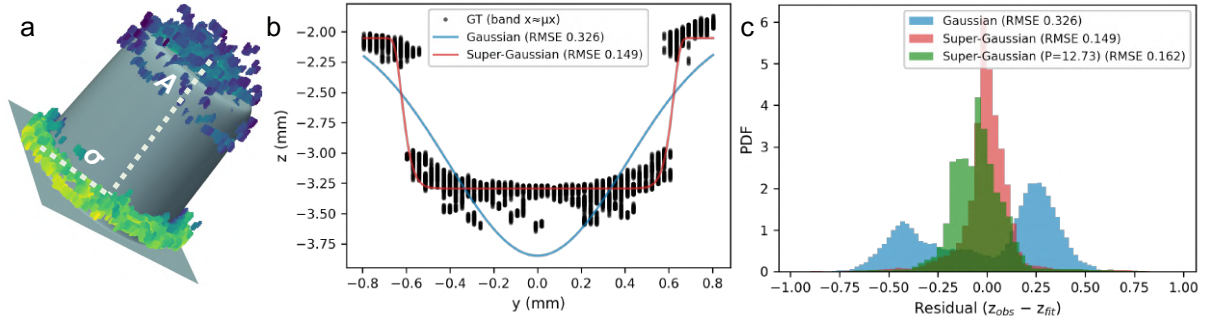 a
A
σ
b
GT (band x≈μx)
Gaussian (RMSE 0.326)
Super-Gaussian (RMSE 0.149)
z (mm)
−2.00
−2.25
−2.50
−2.75
−3.00
−3.25
−3.50
−3.75
−0.8 −0.6 −0.4 −0.2 0.0 0.2 0.4 0.6 0.8
y (mm)
c
Gaussian (RMSE 0.326)
Super-Gaussian (RMSE 0.149)
Super-Gaussian (P=12.73) (RMSE 0.162)
PDF
6
5
4
3
2
1
0
−1.00 −0.75 −0.50 −0.25 0.00 0.25 0.50 0.75 1.00
Residual (z_obs − z_fit)